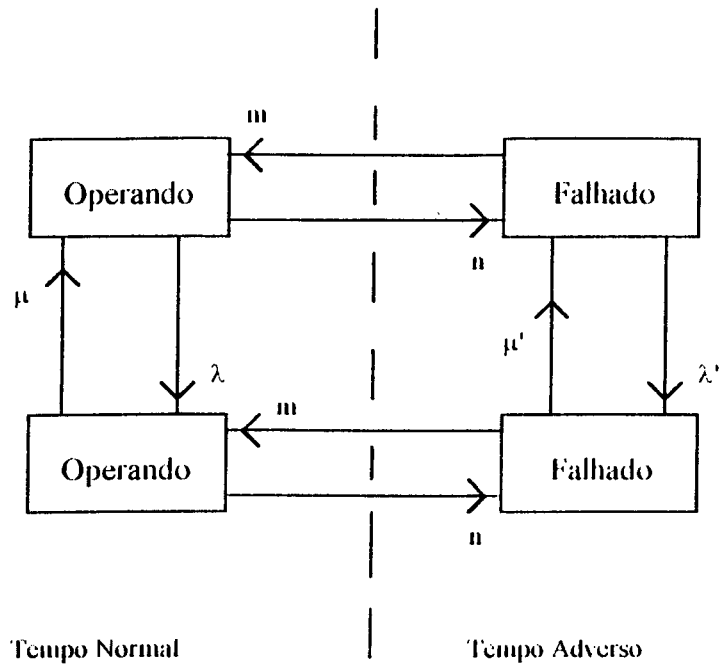 m
Operando
Falhado
n
μ
λ
μ'
λ'
m
Operando
Falhado
n
Tempo Normal
Tempo Adverso